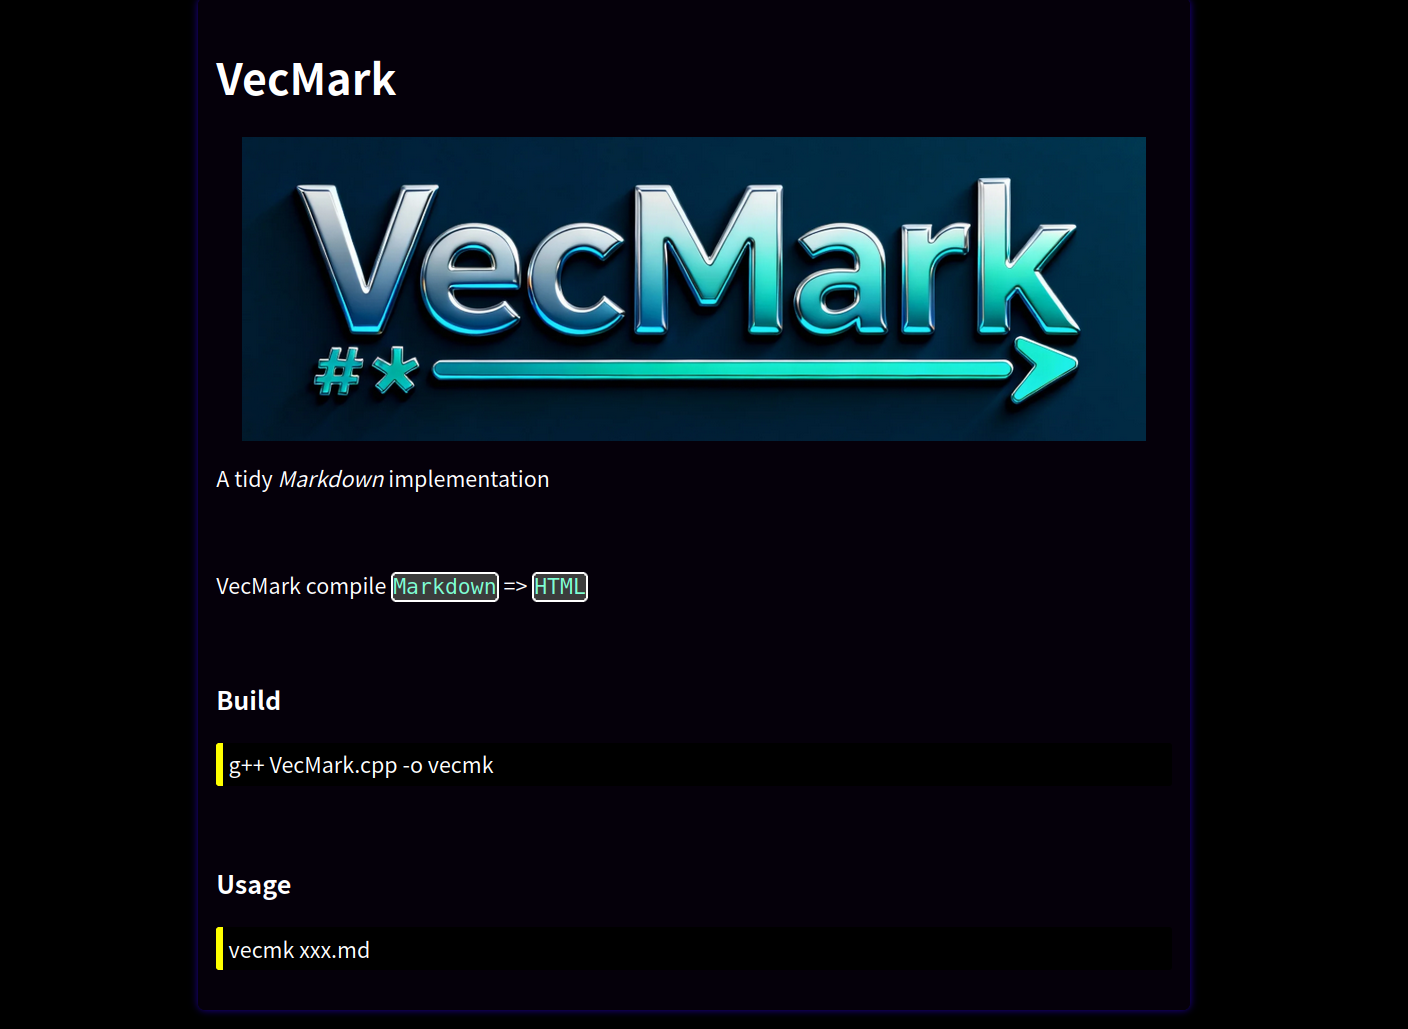 VecMark
VecMark
#*
A tidy Markdown implementation
VecMark compile Markdown => HTML
Build
g++ VecMark.cpp -o vecmk
Usage
vecmk xxx.md